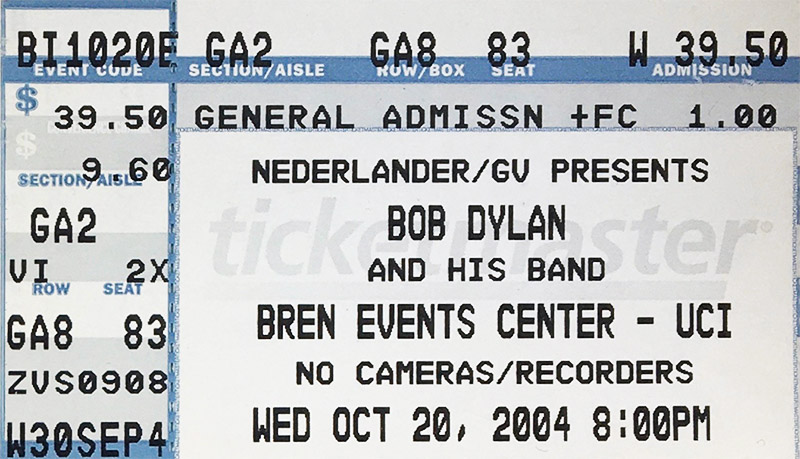 BI1020E GA2 GA8 83 W 39.50
EVENT CODE SECTION/AISLE ROW/BOX SEAT ADMISSION
$ 39.50 GENERAL ADMISSN +FC 1.00
$ 9.60 NEDERLANDER/GV PRESENTS
SECTION/AISLE
GA2 BOB DYLAN
ticketmaster
VI 2X AND HIS BAND
ROW SEAT
GA8 83 BREN EVENTS CENTER - UCI
ZVS0908 NO CAMERAS/RECORDERS
W30SEP4 WED OCT 20, 2004 8:00PM